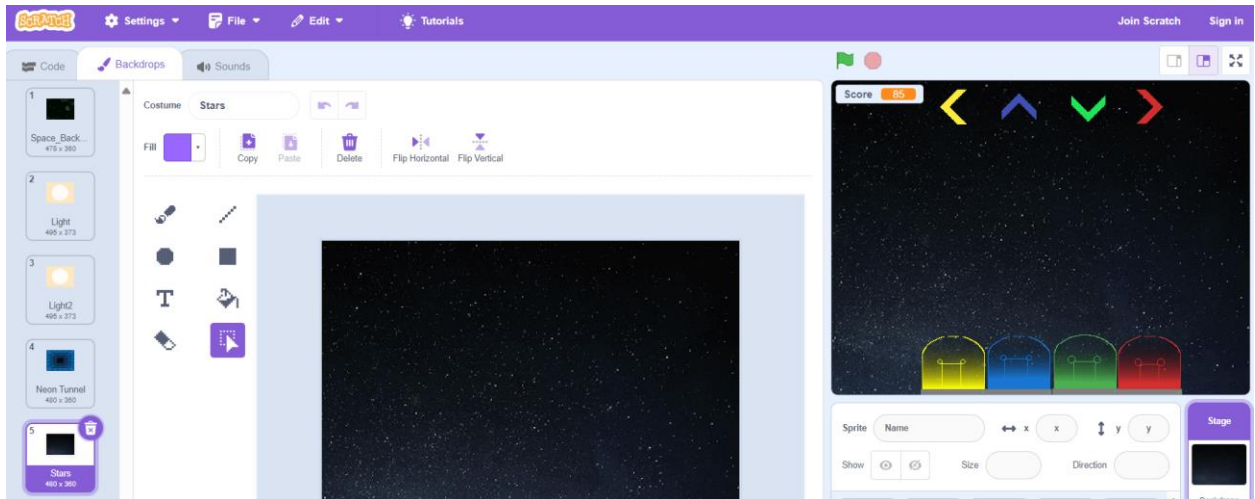 SCRATCH Settings File Edit Tutorials Join Scratch Sign in
Code Backdrops Sounds
1
Space_Back...
478 x 360
2
Light
495 x 373
3
Light2
495 x 373
4
Neon Tunnel
480 x 360
5
Stars
480 x 360
Costume Stars
Fill Copy Paste Delete Flip Horizontal Flip Vertical
T
Score 85
Sprite Name x x y y
Show Size Direction
Stage